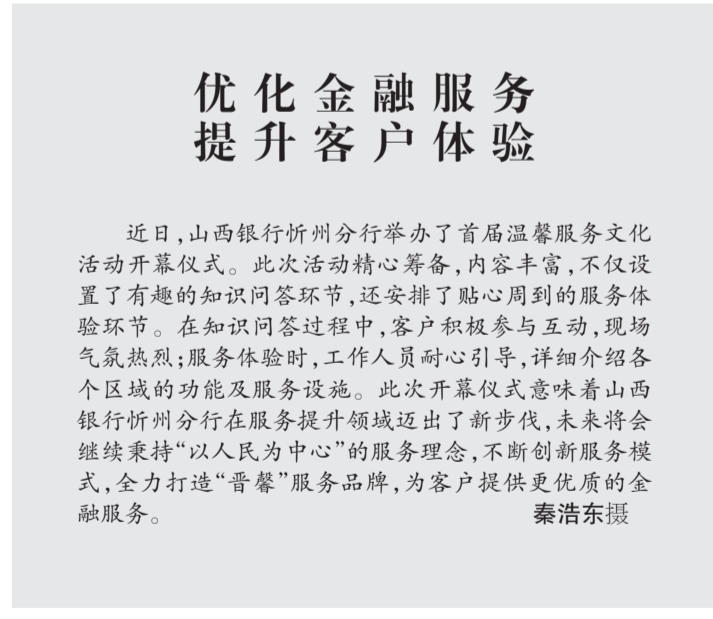 优化金融服务
提升客户体验
近日,山西银行忻州分行举办了首届温馨服务文化
活动开幕仪式。此次活动精心筹备,内容丰富,不仅设
置了有趣的知识问答环节,还安排了贴心周到的服务体
验环节。在知识问答过程中,客户积极参与互动,现场
气氛热烈;服务体验时,工作人员耐心引导,详细介绍各
个区域的功能及服务设施。此次开幕仪式意味着山西
银行忻州分行在服务提升领域迈出了新步伐,未来将会
继续秉持“以人民为中心”的服务理念,不断创新服务模
式,全力打造“晋馨”服务品牌,为客户提供更优质的金
融服务。 秦浩东摄